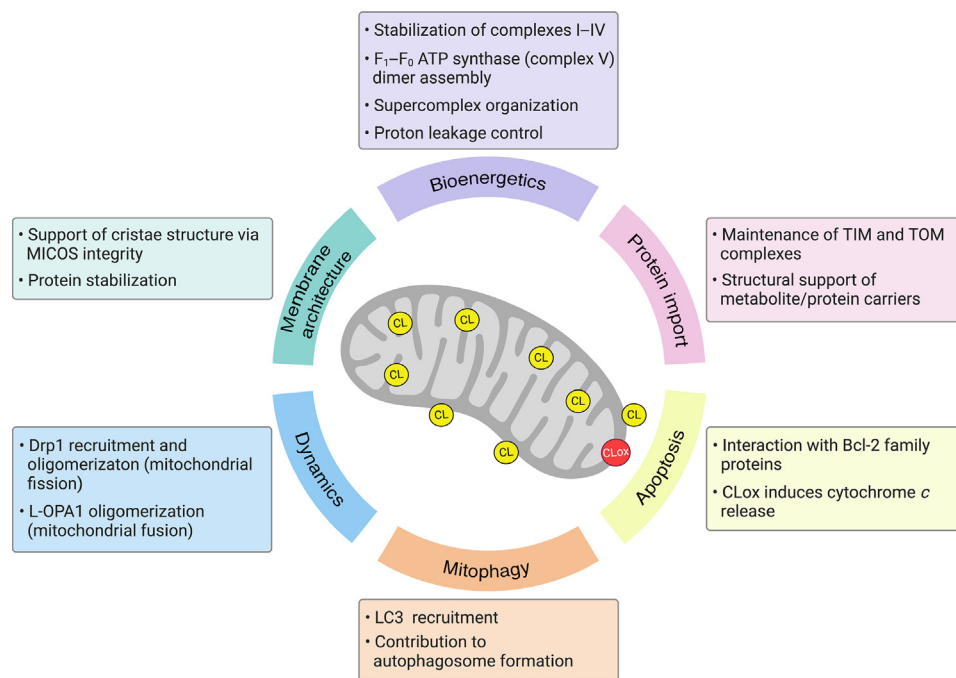 • Stabilization of complexes I–IV
• F₁–F₀ ATP synthase (complex V)
dimer assembly
• Supercomplex organization
• Proton leakage control
Bioenergetics
• Support of cristae structure via
MICOS integrity
• Protein stabilization
Membrane
architecture
Protein import
• Maintenance of TIM and TOM
complexes
• Structural support of
metabolite/protein carriers
CL
CL
CL
CL
CL
CL
CL
CL
CLox
• Drp1 recruitment and
oligomerizaton (mitochondrial
fission)
• L-OPA1 oligomerization
(mitochondrial fusion)
Dynamics
Apoptosis
• Interaction with Bcl-2 family
proteins
• CLox induces cytochrome c
release
Mitophagy
• LC3 recruitment
• Contribution to
autophagosome formation